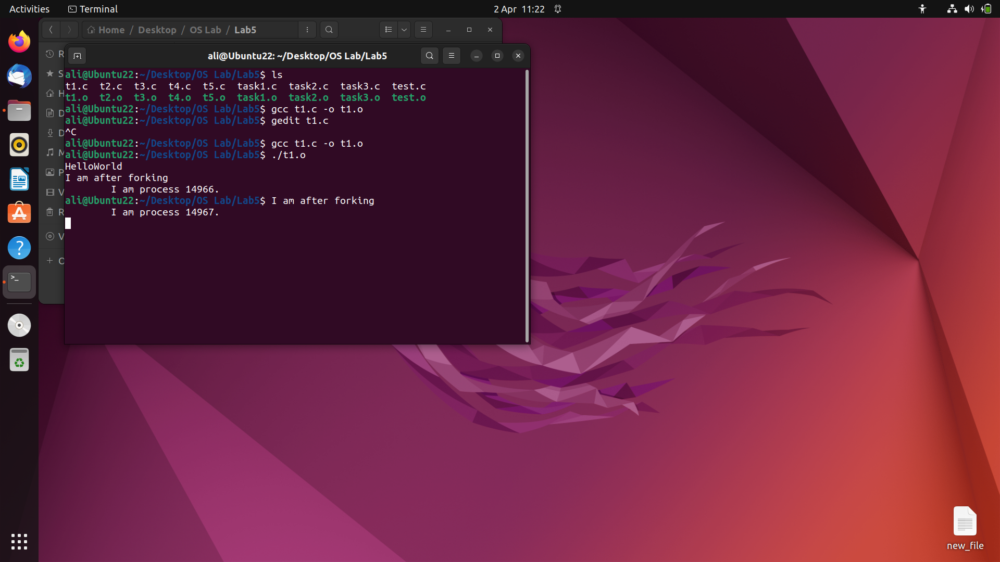 Activities Terminal 2 Apr 11:22
Home / Desktop / OS Lab / Lab5
ali@Ubuntu22: ~/Desktop/OS Lab/Lab5
R
S
H
D
D
M
P
V
R
V
O
ali@Ubuntu22:~/Desktop/OS Lab/Lab5$ ls
t1.c t2.c t3.c t4.c t5.c task1.c task2.c task3.c test.c
t1.o t2.o t3.o t4.o t5.o task1.o task2.o task3.o test.o
ali@Ubuntu22:~/Desktop/OS Lab/Lab5$ gcc t1.c -o t1.o
ali@Ubuntu22:~/Desktop/OS Lab/Lab5$ gedit t1.c
^C
ali@Ubuntu22:~/Desktop/OS Lab/Lab5$ gcc t1.c -o t1.o
ali@Ubuntu22:~/Desktop/OS Lab/Lab5$ ./t1.o
HelloWorld
I am after forking
        I am process 14966.
ali@Ubuntu22:~/Desktop/OS Lab/Lab5$ I am after forking
        I am process 14967.
new_file